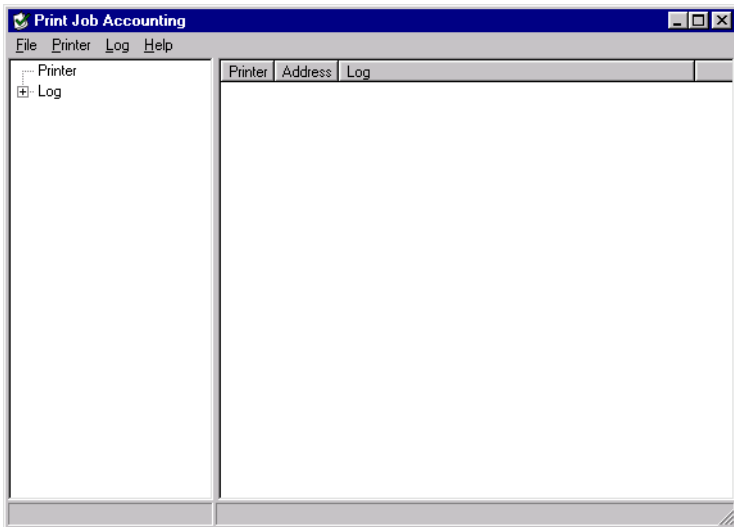 Print Job Accounting
File Printer Log Help
Printer
Log
Printer Address Log